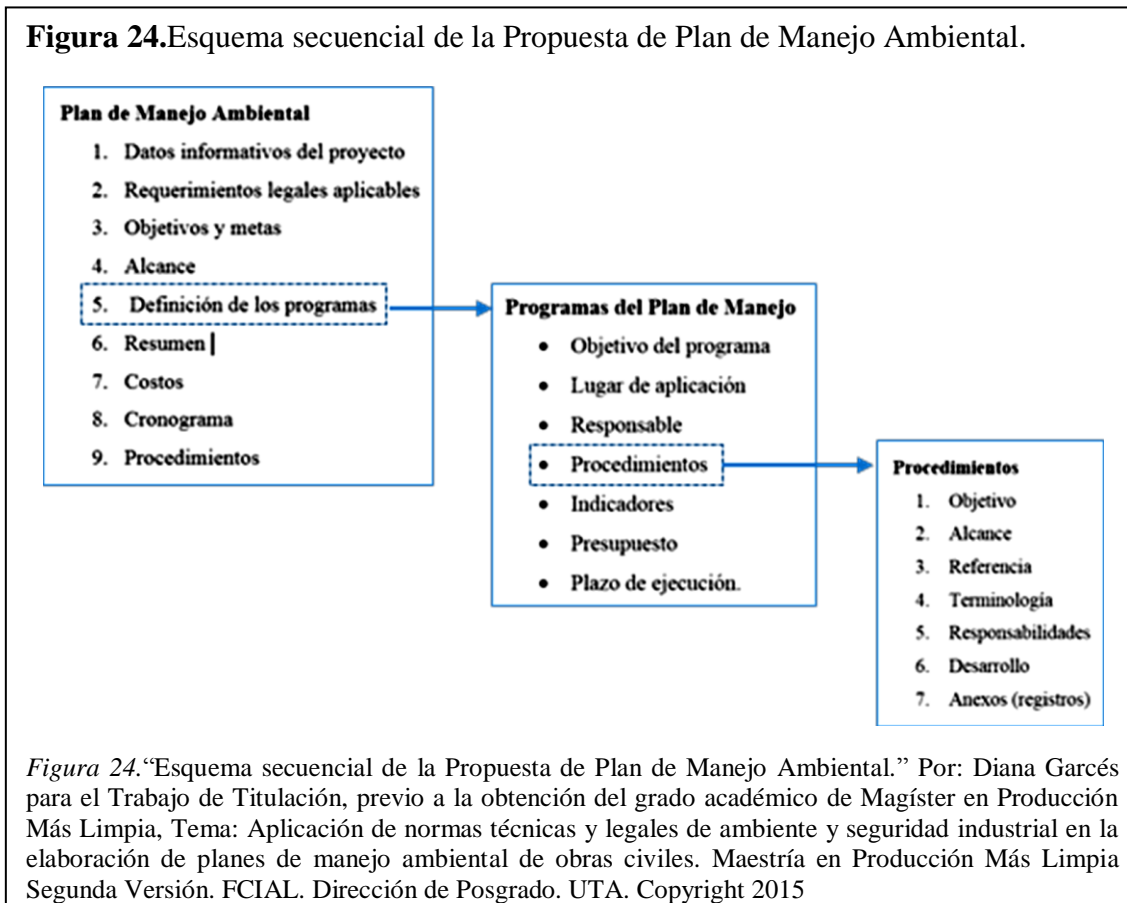 Figura 24.Esquema secuencial de la Propuesta de Plan de Manejo Ambiental.
Plan de Manejo Ambiental
1. Datos informativos del proyecto
2. Requerimientos legales aplicables
3. Objetivos y metas
4. Alcance
5. Definición de los programas
6. Resumen
7. Costos
8. Cronograma
9. Procedimientos
Programas del Plan de Manejo
• Objetivo del programa
• Lugar de aplicación
• Responsable
• Procedimientos
• Indicadores
• Presupuesto
• Plazo de ejecución.
Procedimientos
1. Objetivo
2. Alcance
3. Referencia
4. Terminología
5. Responsabilidades
6. Desarrollo
7. Anexos (registros)
Figura 24.“Esquema secuencial de la Propuesta de Plan de Manejo Ambiental.” Por: Diana Garcés
para el Trabajo de Titulación, previo a la obtención del grado académico de Magíster en Producción
Más Limpia, Tema: Aplicación de normas técnicas y legales de ambiente y seguridad industrial en la
elaboración de planes de manejo ambiental de obras civiles. Maestría en Producción Más Limpia
Segunda Versión. FCIAL. Dirección de Posgrado. UTA. Copyright 2015